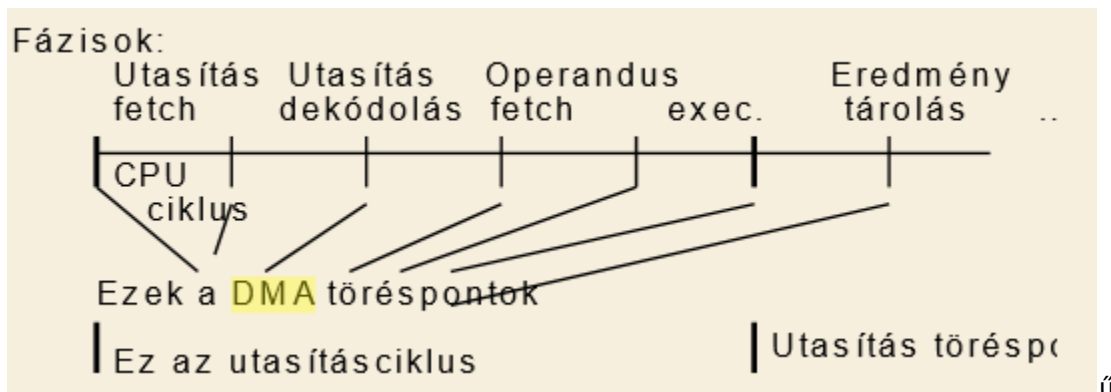 Fázisok:
Utasítás Utasítás Operandus Eredmény
fetch dekódolás fetch exec. tárolás ..
CPU
ciklus
Ezek a DMA töréspontok
Ez az utasításciklus Utasítás töréspo
ű